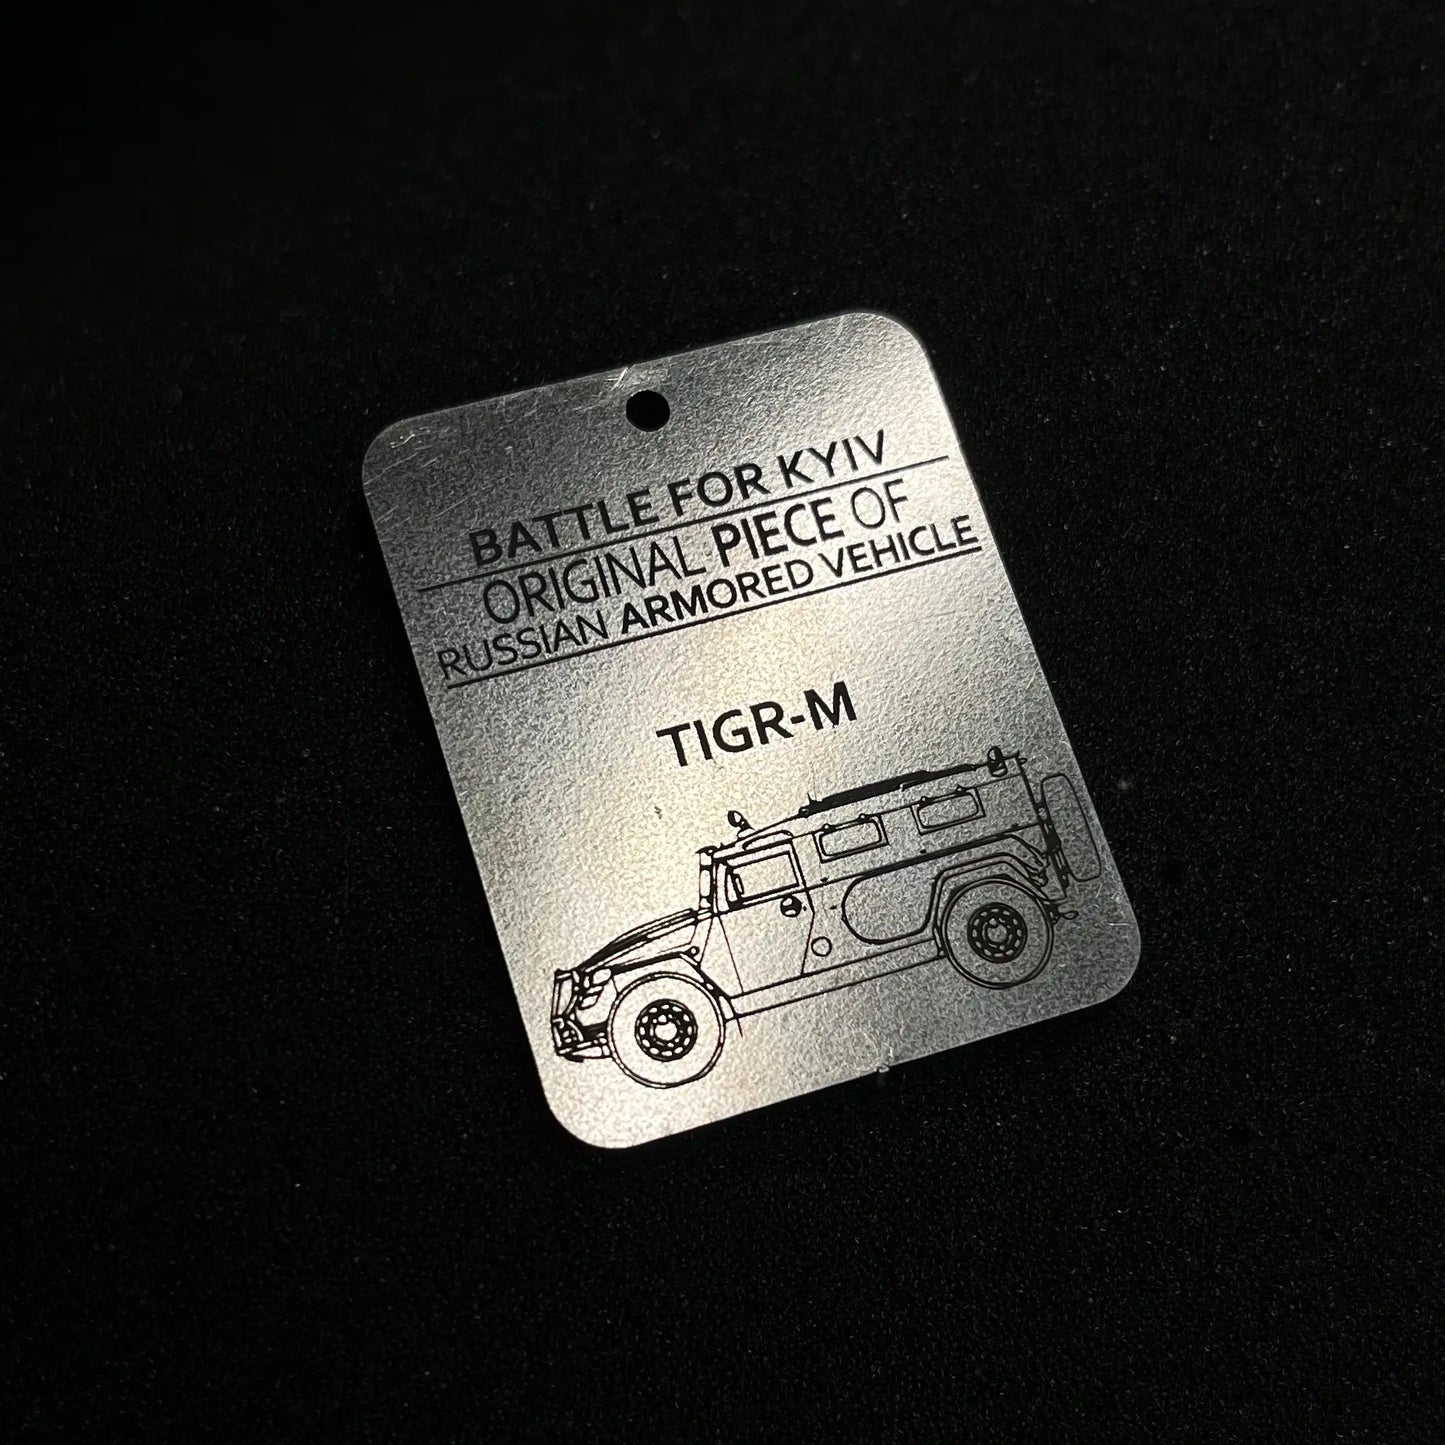 BATTLE FOR KYIV
ORIGINAL PIECE OF
RUSSIAN ARMORED VEHICLE
TIGR-M